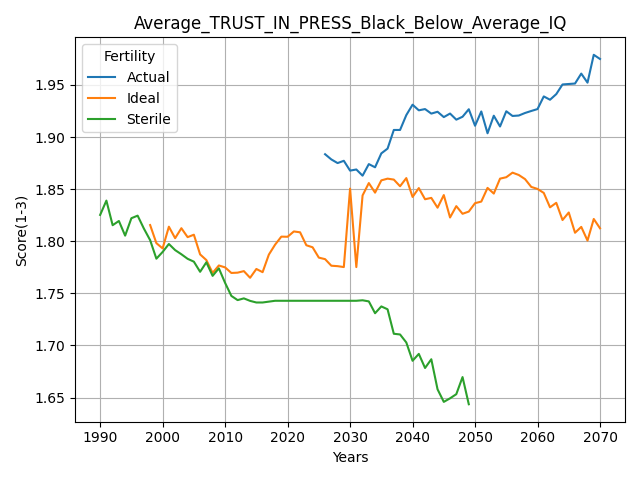 Average_TRUST_IN_PRESS_Black_Below_Average_IQ
Fertility
Actual
Ideal
Sterile
Score(1-3)
1.95
1.90
1.85
1.80
1.75
1.70
1.65
1990 2000 2010 2020 2030 2040 2050 2060 2070
Years